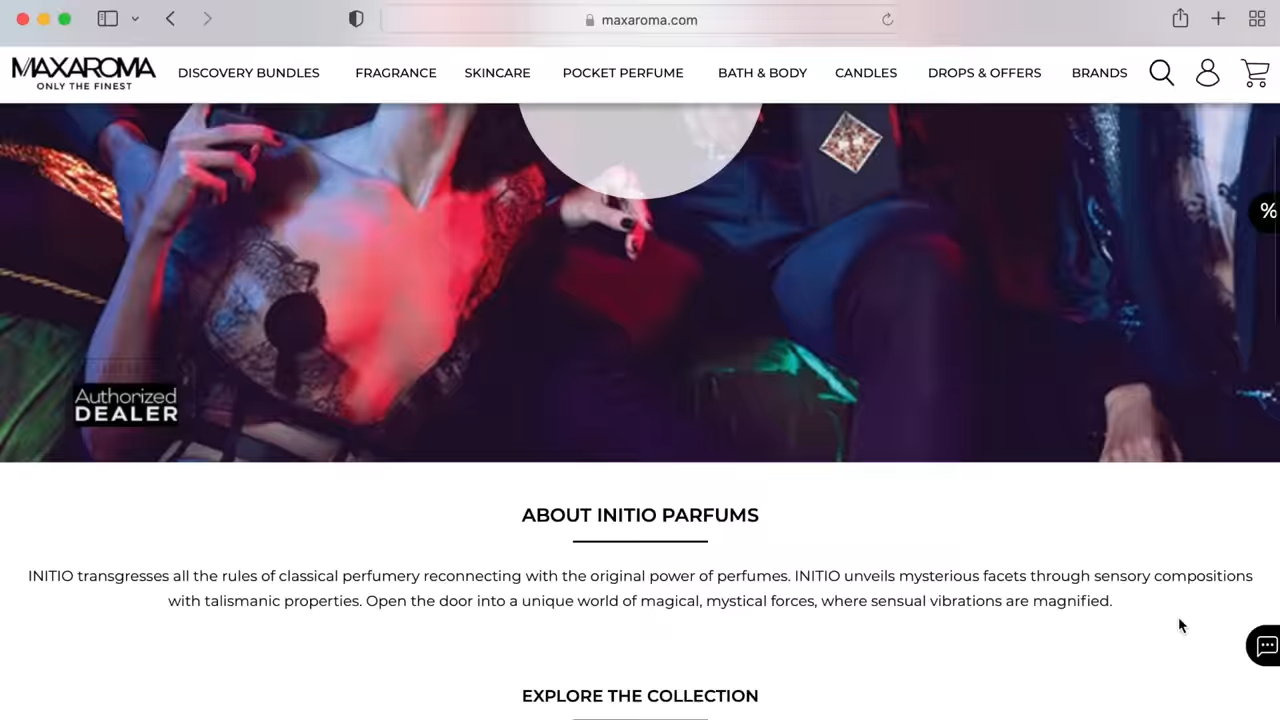 maxaroma.com
MAXAROMA
ONLY THE FINEST
DISCOVERY BUNDLES FRAGRANCE SKINCARE POCKET PERFUME BATH & BODY CANDLES DROPS & OFFERS BRANDS
%
Authorized
DEALER
ABOUT INITIO PARFUMS
INITIO transgresses all the rules of classical perfumery reconnecting with the original power of perfumes. INITIO unveils mysterious facets through sensory compositions
with talismanic properties. Open the door into a unique world of magical, mystical forces, where sensual vibrations are magnified.
EXPLORE THE COLLECTION